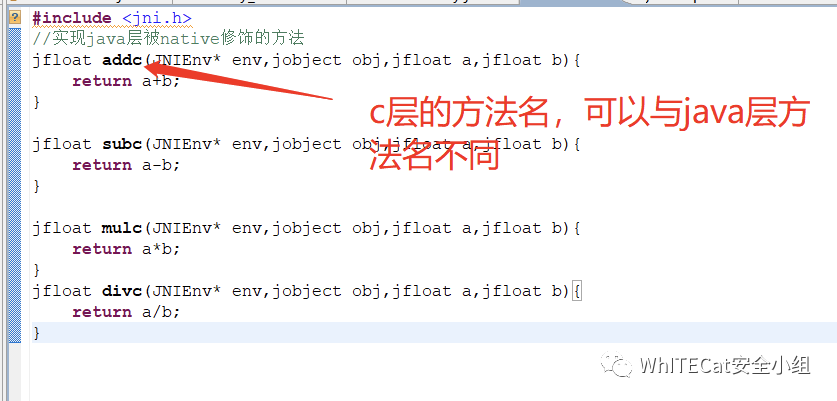 #include <jni.h>
//实现java层被native修饰的方法
jfloat addc(JNIEnv* env,jobject obj,jfloat a,jfloat b){
    return a+b;
}
c层的方法名，可以与java层方
法名不同
jfloat subc(JNIEnv* env,jobject obj,jfloat a,jfloat b){
    return a-b;
}
jfloat mulc(JNIEnv* env,jobject obj,jfloat a,jfloat b){
    return a*b;
}
jfloat divc(JNIEnv* env,jobject obj,jfloat a,jfloat b){
    return a/b;
}
WhITECat安全小组